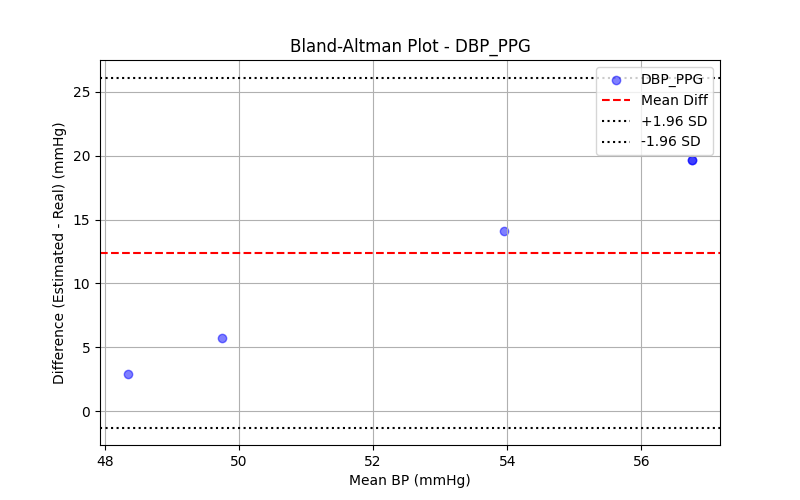 Bland-Altman Plot - DBP_PPG
Difference (Estimated - Real) (mmHg)
25
20
15
10
5
0
DBP_PPG
Mean Diff
+1.96 SD
-1.96 SD
48
50
52
54
56
Mean BP (mmHg)